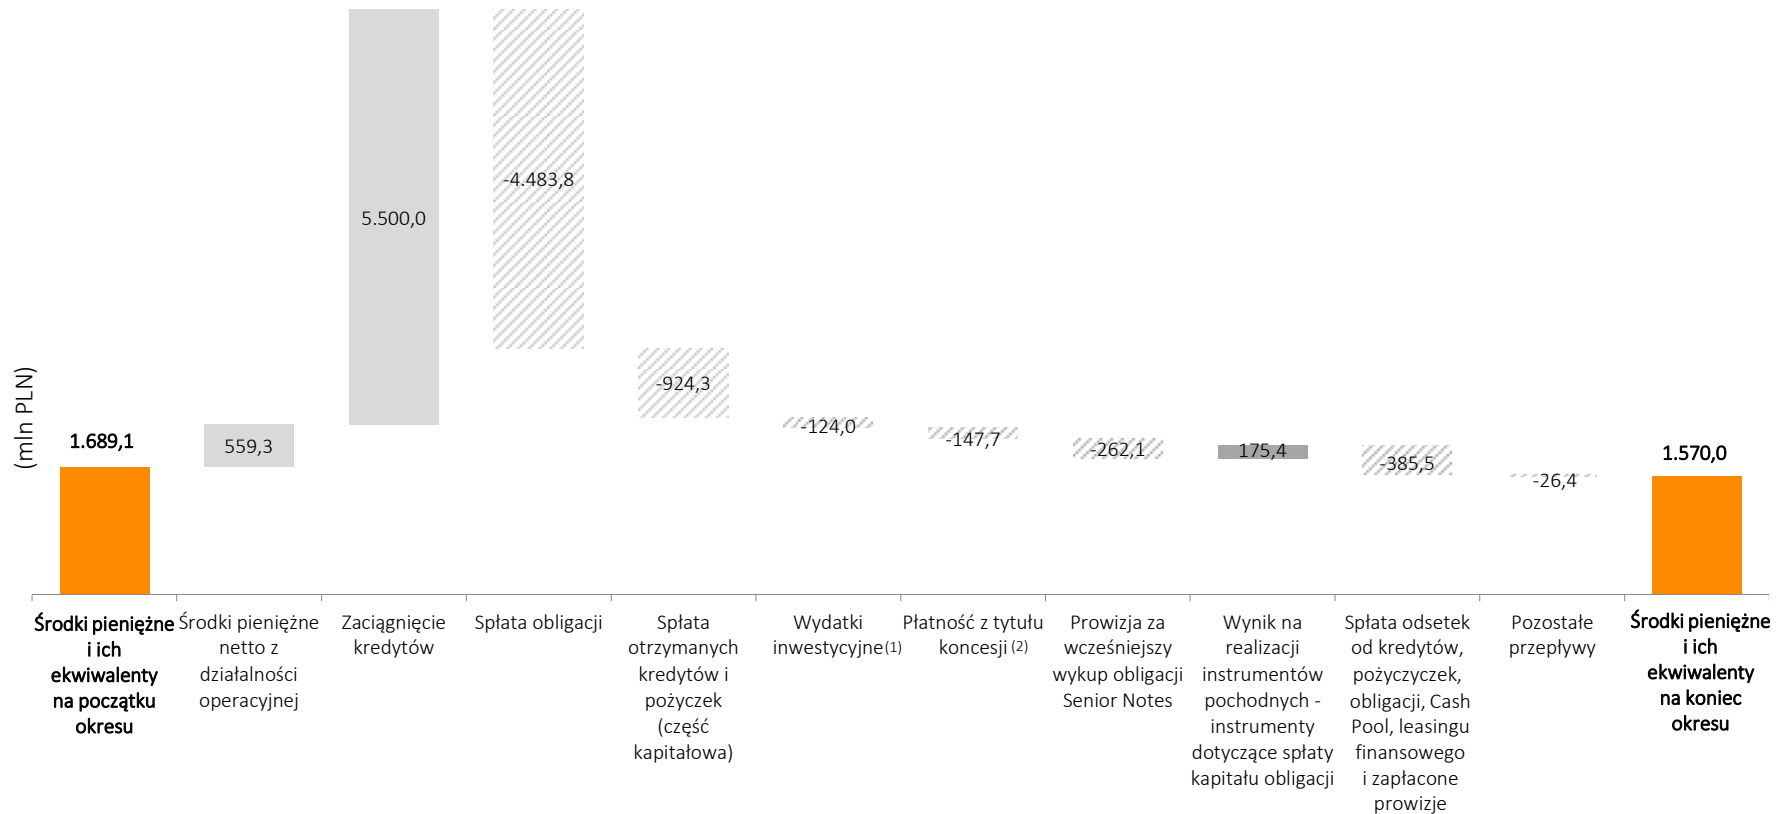 (mln PLN)
1.689,1
559,3
5.500,0
-4.483,8
-924,3
-124,0
-147,7
-262,1
175,4
-385,5
-26,4
1.570,0
Środki pieniężne
i ich
ekwiwalenty
na początku
okresu
Środki pieniężne
netto z
działalności
operacyjnej
Zaciągnięcie
kredytów
Spłata obligacji
Spłata
otrzymanych
kredytów i
pożyczek
(część
kapitałowa)
Wydatki
inwestycyjne(1)
Płatność z tytułu
koncesji (2)
Prowizja za
wcześniejszy
wykup obligacji
Senior Notes
Wynik na
realizacji
instrumentów
pochodnych -
instrumenty
dotyczące spłaty
kapitału obligacji
Spłata odsetek
od kredytów,
pożyczyczek,
obligacji, Cash
Pool, leasingu
finansowego
i zapłacone
prowizje
Pozostałe
przepływy
Środki pieniężne
i ich
ekwiwalenty
na koniec
okresu